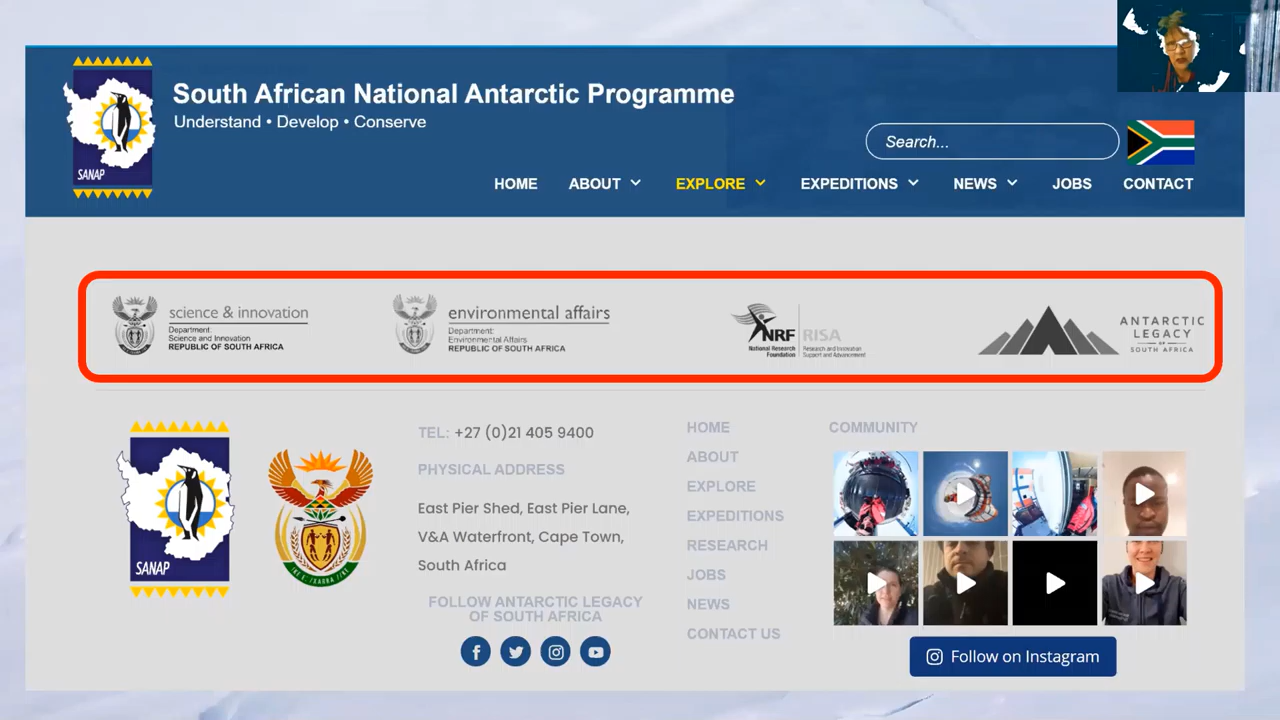 South African National Antarctic Programme
Understand • Develop • Conserve
SANAP
Search...
HOME ABOUT EXPLORE EXPEDITIONS NEWS JOBS CONTACT
science & innovation
Department:
Science and Innovation
REPUBLIC OF SOUTH AFRICA
environmental affairs
Department:
Environmental Affairs
REPUBLIC OF SOUTH AFRICA
NRF
National Research
Foundation
RISA
Research and Innovation
Support and Advancement
ANTARCTIC
LEGACY
OF
SOUTH AFRICA
SANAP
TEL: +27 (0)21 405 9400
PHYSICAL ADDRESS
East Pier Shed, East Pier Lane,
V&A Waterfront, Cape Town,
South Africa
FOLLOW ANTARCTIC LEGACY
OF SOUTH AFRICA
HOME
ABOUT
EXPLORE
EXPEDITIONS
RESEARCH
JOBS
NEWS
CONTACT US
COMMUNITY
Follow on Instagram